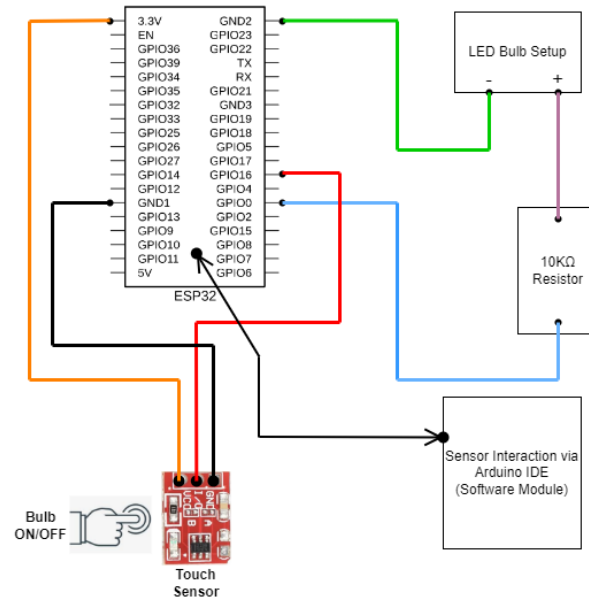 3.3V
EN
GPIO36
GPIO39
GPIO34
GPIO35
GPIO32
GPIO33
GPIO25
GPIO26
GPIO27
GPIO14
GPIO12
GND1
GPIO13
GPIO9
GPIO10
GPIO11
5V
GND2
GPIO23
GPIO22
TX
RX
GPIO21
GND3
GPIO19
GPIO18
GPIO5
GPIO17
GPIO16
GPIO4
GPIO0
GPIO2
GPIO15
GPIO8
GPIO7
GPIO6
ESP32
LED Bulb Setup
- +
10KΩ
Resistor
Sensor Interaction via
Arduino IDE
(Software Module)
Bulb
ON/OFF
VCC
I/O
GND
B
A
Touch
Sensor